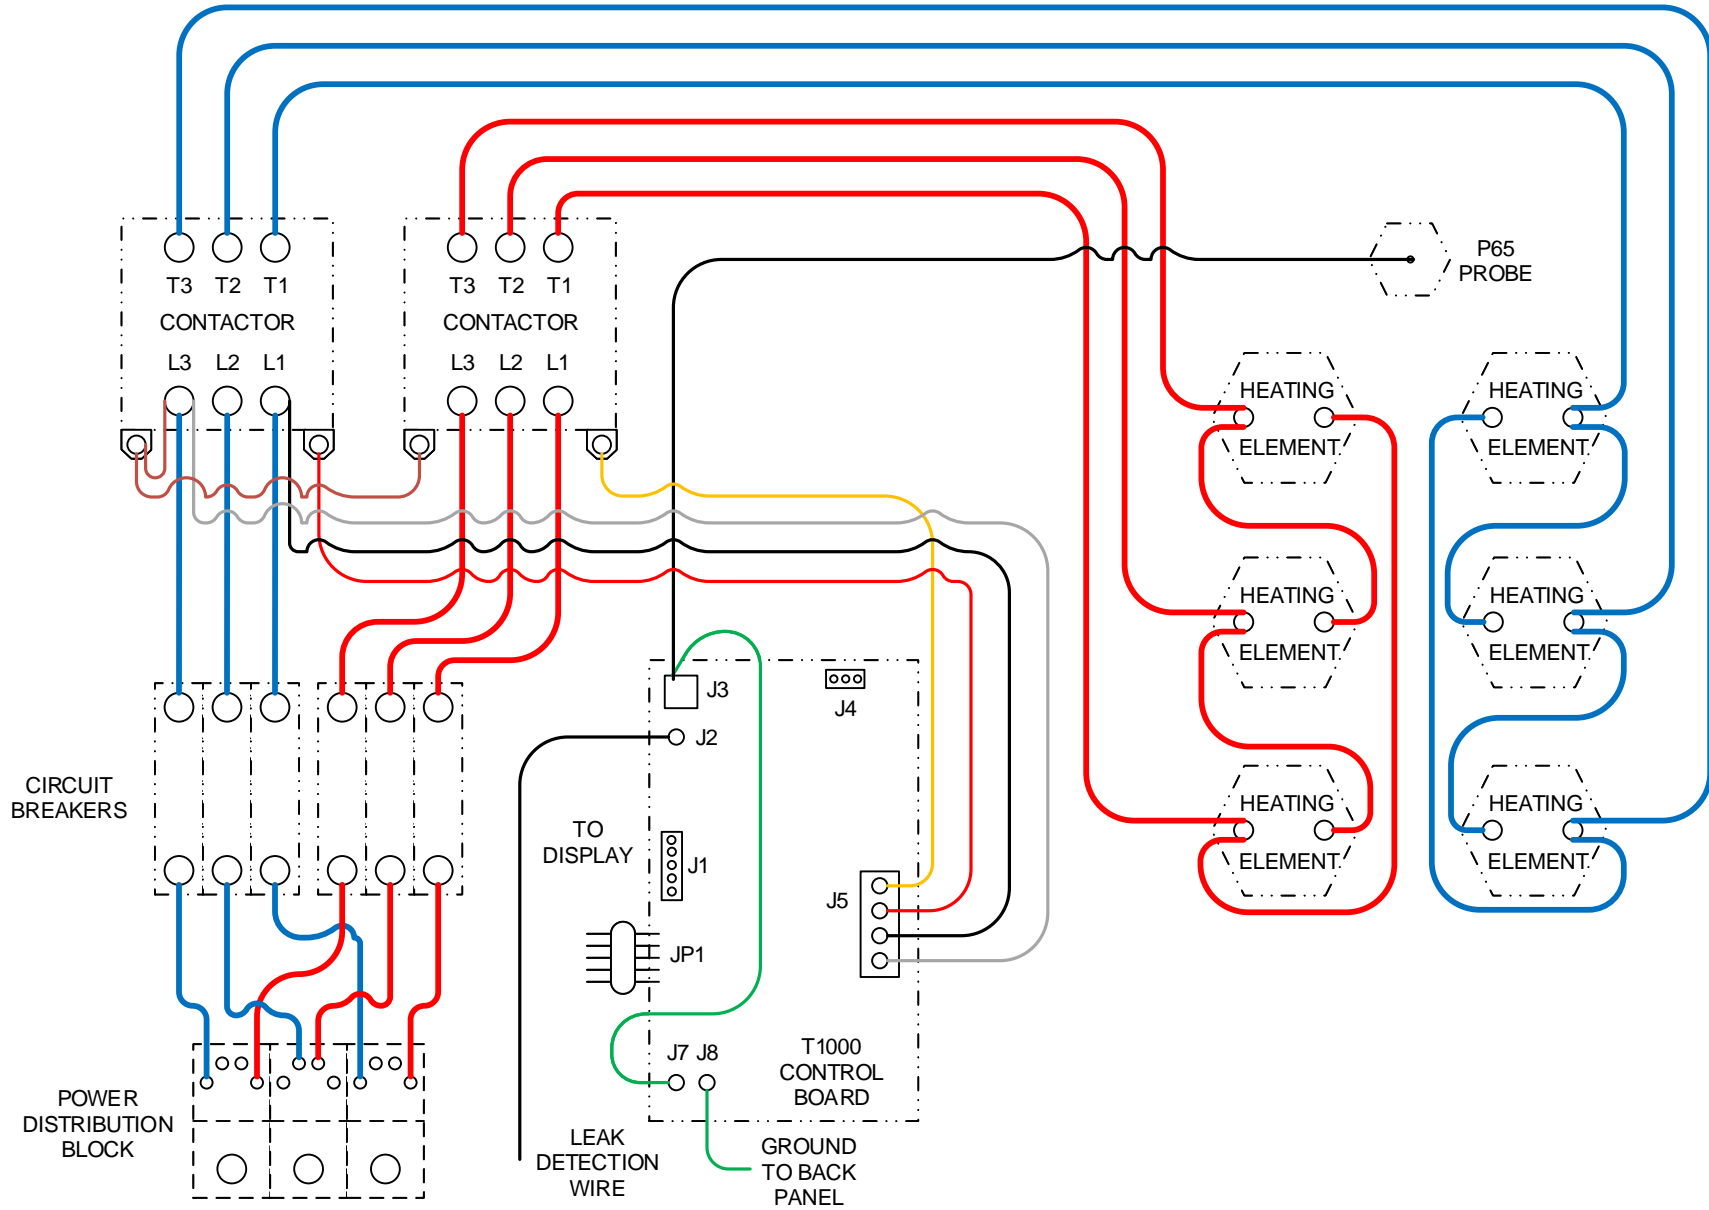 T3 T2 T1
CONTACTOR
L3 L2 L1
T3 T2 T1
CONTACTOR
L3 L2 L1
P65
PROBE
HEATING
ELEMENT
HEATING
ELEMENT
HEATING
ELEMENT
HEATING
ELEMENT
HEATING
ELEMENT
HEATING
ELEMENT
CIRCUIT
BREAKERS
J3
J4
J2
TO
DISPLAY
J1
J5
JP1
J7 J8
T1000
CONTROL
BOARD
POWER
DISTRIBUTION
BLOCK
LEAK
DETECTION
WIRE
GROUND
TO BACK
PANEL